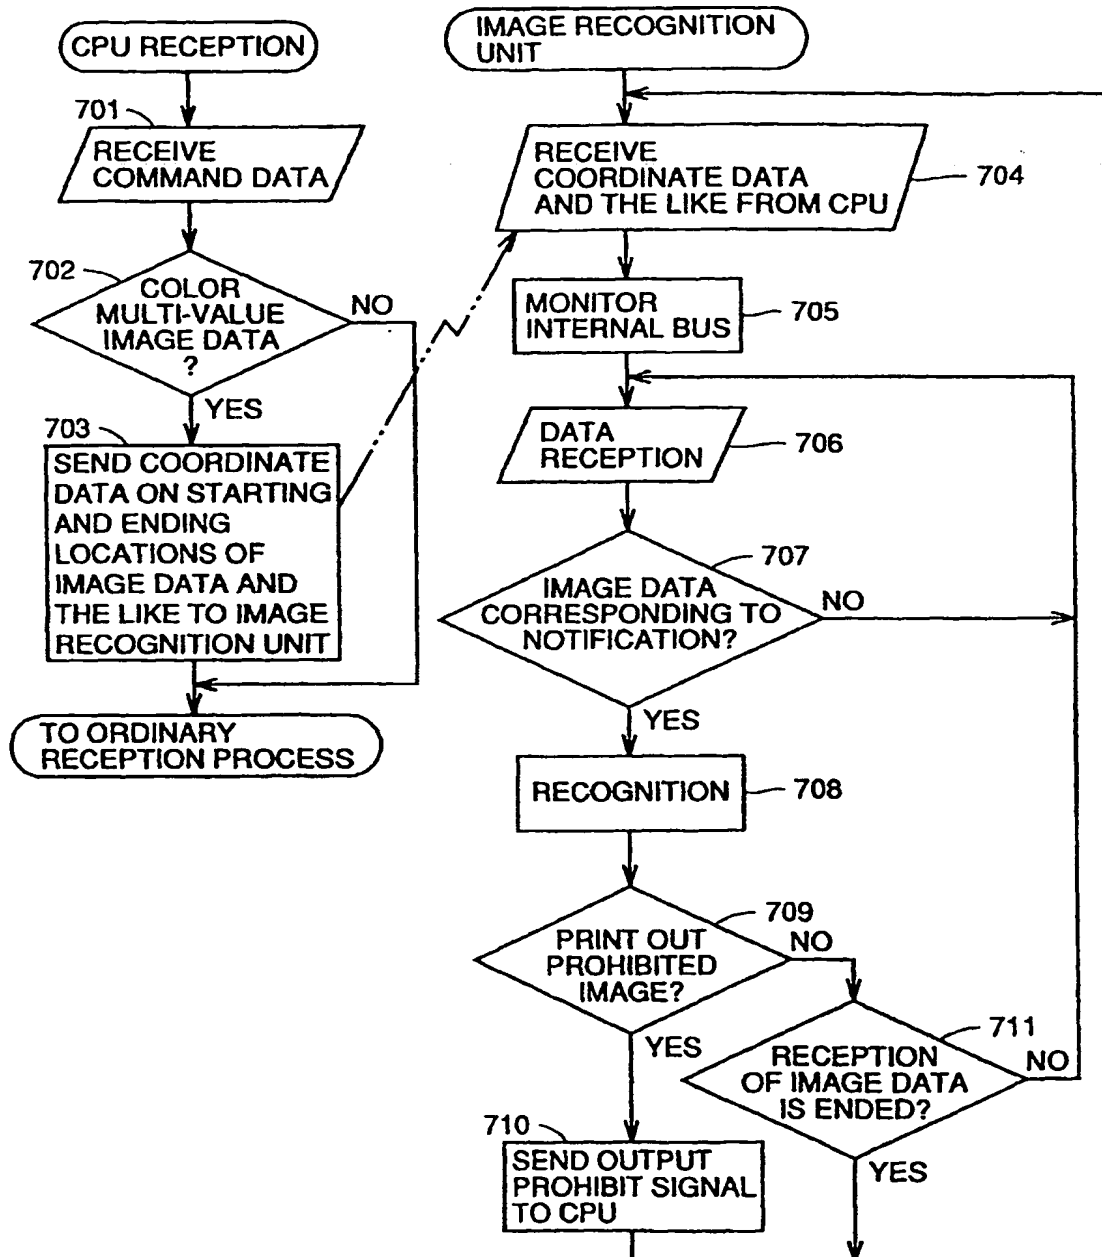 CPU RECEPTION
701
RECEIVE
COMMAND DATA
702
COLOR
MULTI-VALUE
IMAGE DATA
?
NO
YES
703
SEND COORDINATE
DATA ON STARTING
AND ENDING
LOCATIONS OF
IMAGE DATA AND
THE LIKE TO IMAGE
RECOGNITION UNIT
TO ORDINARY
RECEPTION PROCESS
IMAGE RECOGNITION
UNIT
RECEIVE
COORDINATE DATA
AND THE LIKE FROM CPU
704
MONITOR
INTERNAL BUS
705
DATA
RECEPTION
706
707
IMAGE DATA
CORRESPONDING TO
NOTIFICATION?
NO
YES
RECOGNITION
708
709
PRINT OUT
PROHIBITED
IMAGE?
NO
YES
711
RECEPTION
OF IMAGE DATA
IS ENDED?
NO
YES
710
SEND OUTPUT
PROHIBIT SIGNAL
TO CPU